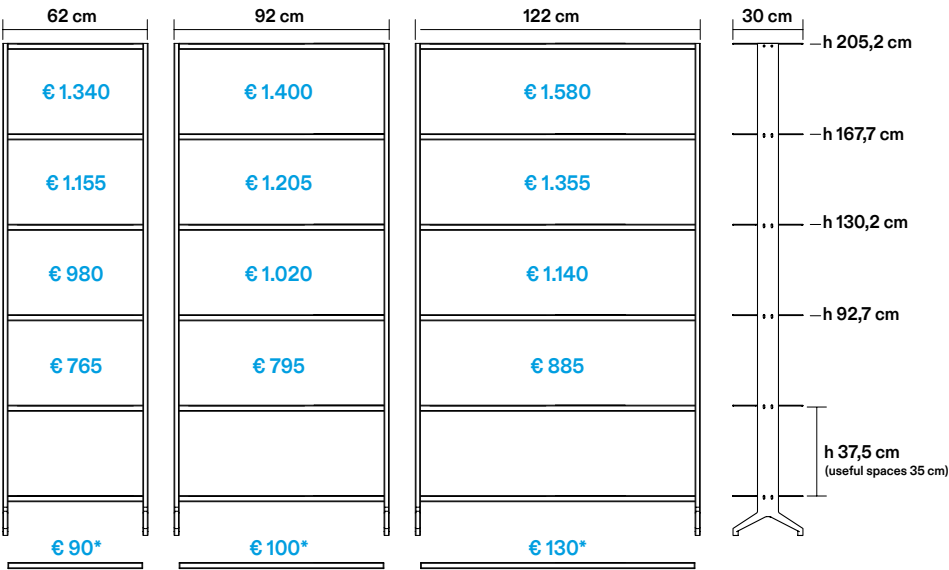 62 cm
92 cm
122 cm
30 cm
h 205,2 cm
€ 1.340
€ 1.400
€ 1.580
h 167,7 cm
€ 1.155
€ 1.205
€ 1.355
h 130,2 cm
€ 980
€ 1.020
€ 1.140
h 92,7 cm
€ 765
€ 795
€ 885
h 37,5 cm
(useful spaces 35 cm)
€ 90*
€ 100*
€ 130*